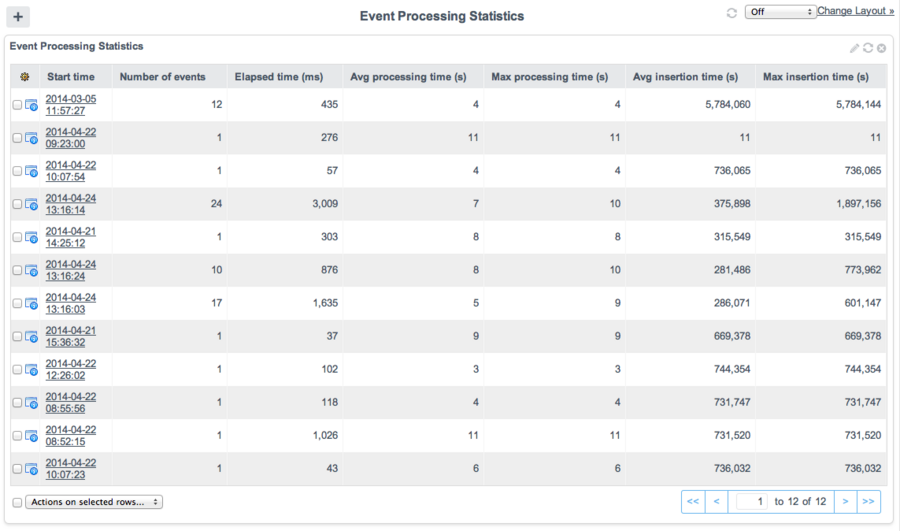 + Event Processing Statistics Off Change Layout »
Event Processing Statistics
Start time Number of events Elapsed time (ms) Avg processing time (s) Max processing time (s) Avg insertion time (s) Max insertion time (s)
2014-03-05
11:57:27 12 435 4 4 5,784,060 5,784,144
2014-04-22
09:23:00 1 276 11 11 11 11
2014-04-22
10:07:54 1 57 4 4 736,065 736,065
2014-04-24
13:16:14 24 3,009 7 10 375,898 1,897,156
2014-04-21
14:25:12 1 303 8 8 315,549 315,549
2014-04-24
13:16:24 10 876 8 10 281,486 773,962
2014-04-24
13:16:03 17 1,635 5 9 286,071 601,147
2014-04-21
15:36:32 1 37 9 9 669,378 669,378
2014-04-22
12:26:02 1 102 3 3 744,354 744,354
2014-04-22
08:55:56 1 118 4 4 731,747 731,747
2014-04-22
08:52:15 1 1,026 11 11 731,520 731,520
2014-04-22
10:07:23 1 43 6 6 736,032 736,032
Actions on selected rows... << < 1 to 12 of 12 > >>